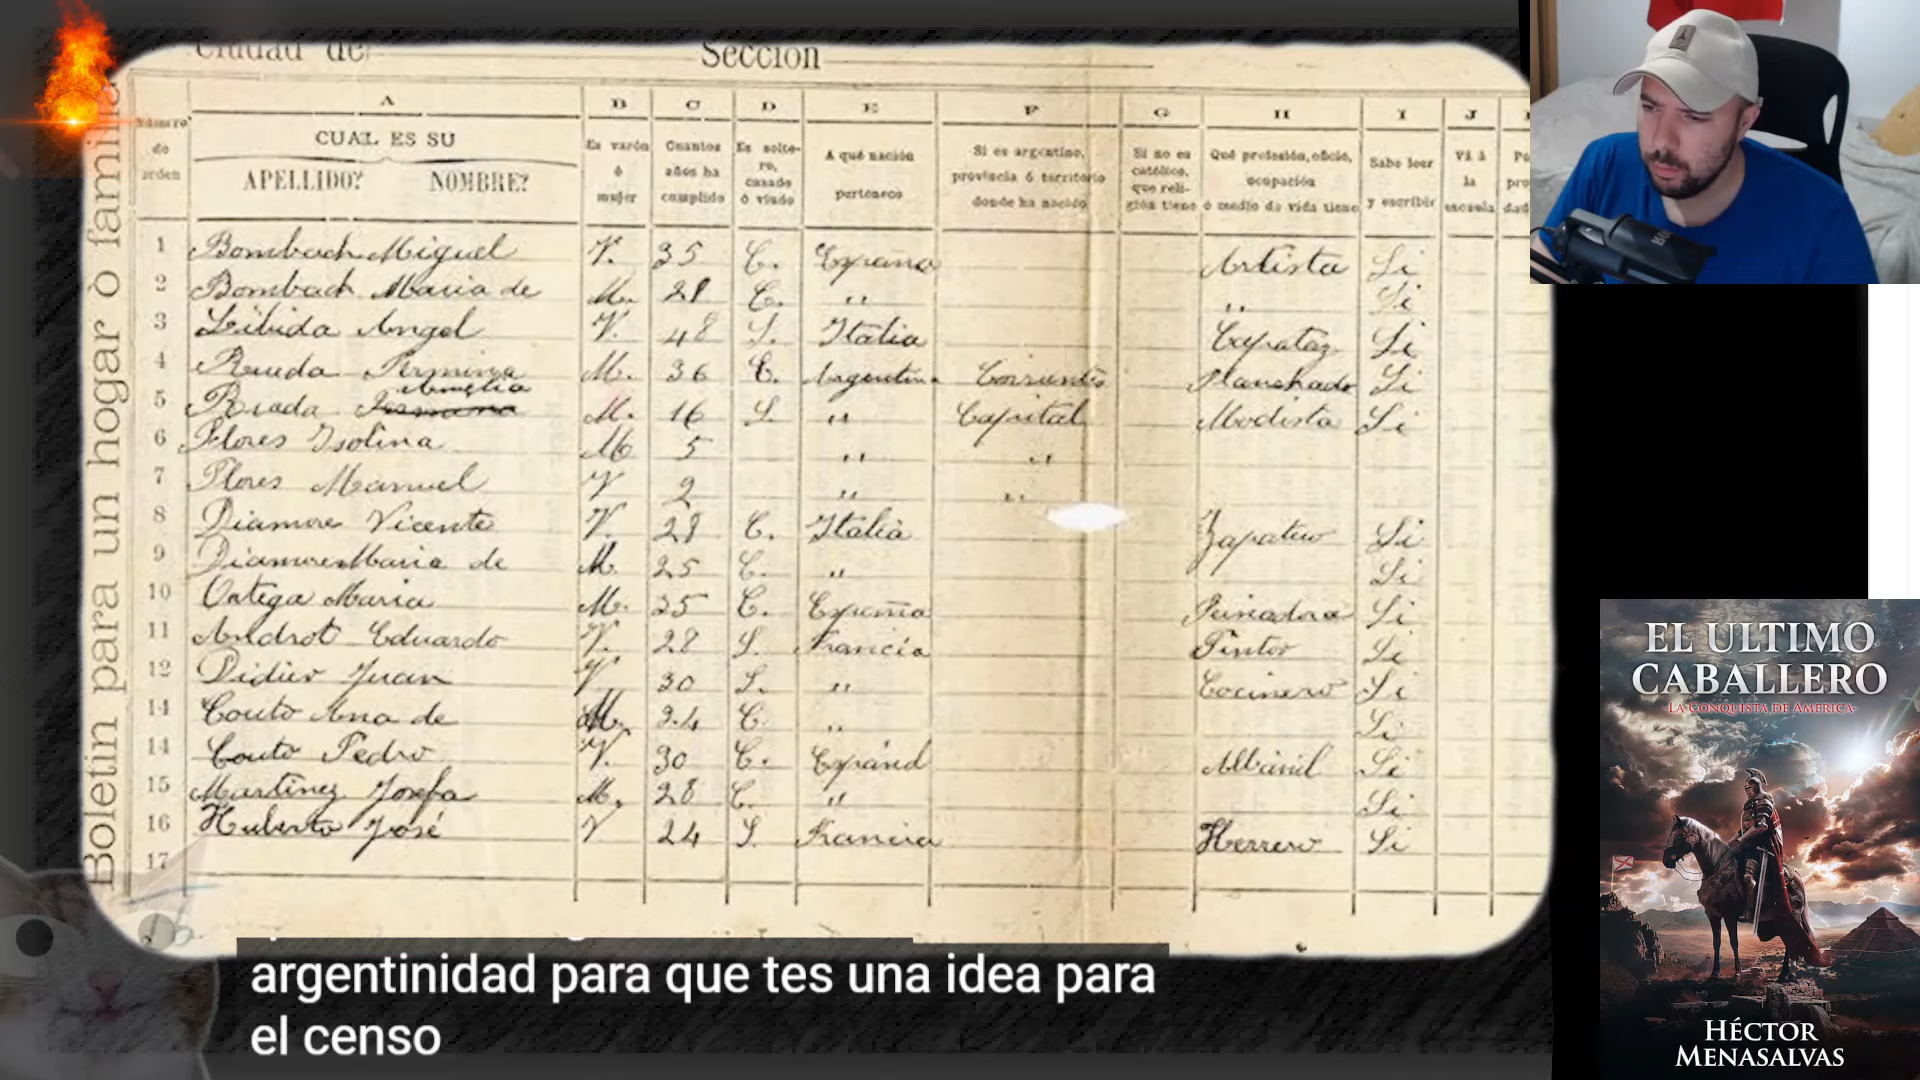 Ciudad de Sección
A B C D E F G H I J
Número de orden
CUAL ES SU
APELLIDO? NOMBRE?
Es varón ó mujer
Cuantos años ha cumplido
Es soltero, casado ó viudo
A qué nación pertenece
Si es argentino, provincia ó territorio donde ha nacido
Si no es católico, que religión tiene
Qué profesión, oficio, ocupación ó medio de vida tiene
Sabe leer y escribir
Vá á la escuela
Boletin para un hogar ò familia
1 Bombach Miguel V. 35 C. España Artista Si
2 Bombach Maria de M. 28 C. " " Si
3 Angel V. 48 S. Italia Capataz Si
4 Rueda Fermina M. 36 C. Argentina Corrientes Planchado Si
5 Amelia M. 16 S. " Capital Modista Si
6 Flores Isolina M 5 " "
7 Flores Manuel V 2 " "
8 Diamore Vicente V. 28 C. Italia Zapatero Si
9 Diamore Maria de M. 25 C. " Si
10 Ortega Maria M. 35 C. España Peinadora Si
11 Androt Eduardo V. 28 S. Francia Pintor Si
12 Didier Juan V 30 S. " Cocinero Si
14 Couto Ana de M. 24 C. " Si
14 Couto Pedro V. 30 C. Español Albánil Si
15 Martinez Josefa M. 28 C. " Si
16 Huberto José V 24 S. Francia Herrero Si
17
argentinidad para que tes una idea para
el censo
EL ULTIMO
CABALLERO
LA CONQUISTA DE AMERICA
HÉCTOR
MENASALVAS